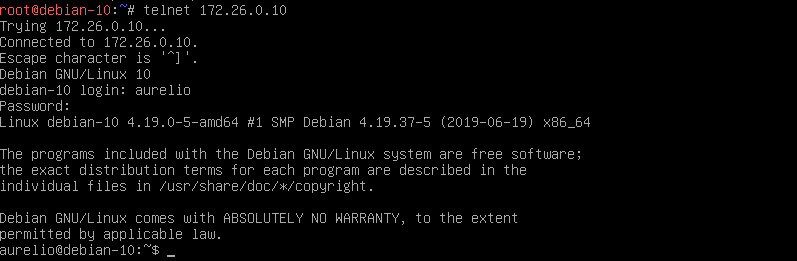 root@debian-10:~# telnet 172.26.0.10
Trying 172.26.0.10...
Connected to 172.26.0.10.
Escape character is '^]'.
Debian GNU/Linux 10
debian-10 login: aurelio
Password:
Linux debian-10 4.19.0-5-amd64 #1 SMP Debian 4.19.37-5 (2019-06-19) x86_64
The programs included with the Debian GNU/Linux system are free software;
the exact distribution terms for each program are described in the
individual files in /usr/share/doc/*/copyright.
Debian GNU/Linux comes with ABSOLUTELY NO WARRANTY, to the extent
permitted by applicable law.
aurelio@debian-10:~$ _